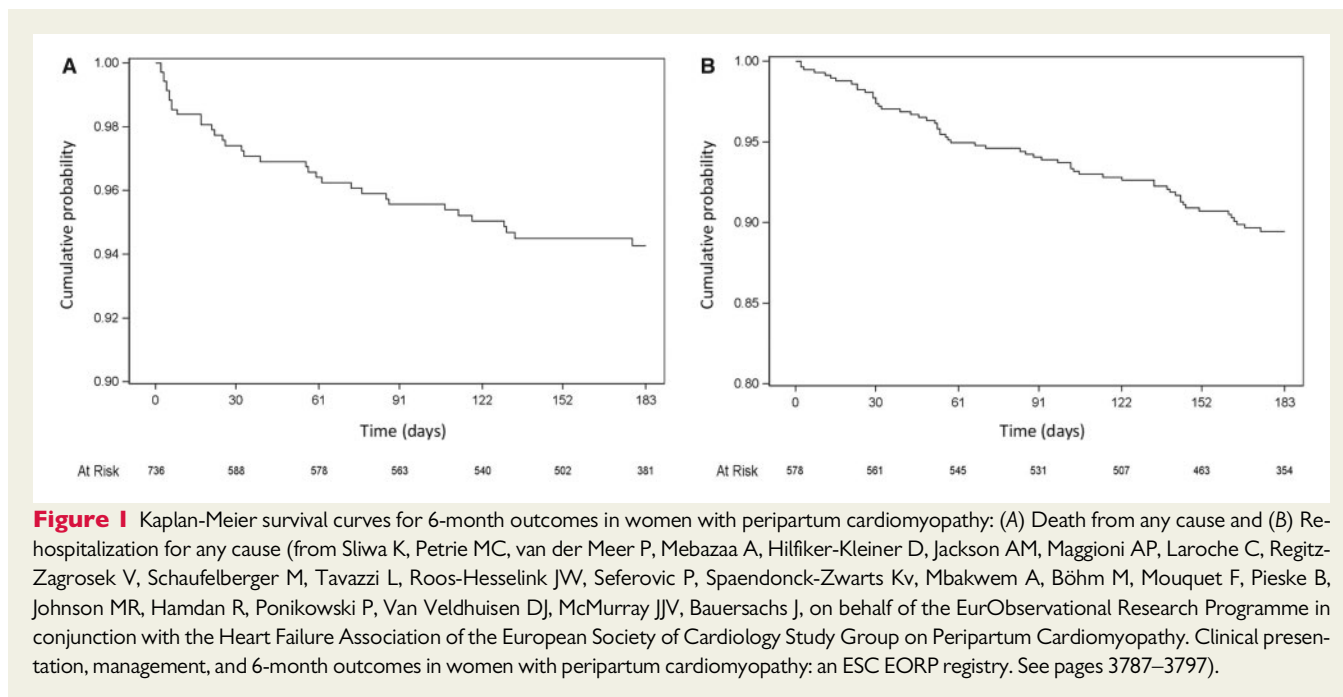 A
1.00
0.98
0.96
0.94
0.92
0.90
Cumulative probability
0 30 61 91 122 152 183
Time (days)
At Risk 736 588 578 563 540 502 381
B
1.00
0.95
0.90
0.85
0.80
Cumulative probability
0 30 61 91 122 152 183
Time (days)
At Risk 578 561 545 531 507 463 354
Figure 1 Kaplan-Meier survival curves for 6-month outcomes in women with peripartum cardiomyopathy: (A) Death from any cause and (B) Re-
hospitalization for any cause (from Sliwa K, Petrie MC, van der Meer P, Mebazaa A, Hilfiker-Kleiner D, Jackson AM, Maggioni AP, Laroche C, Regitz-
Zagrosek V, Schaufelberger M, Tavazzi L, Roos-Hesselink JW, Seferovic P, Spaendonck-Zwarts Kv, Mbakwem A, Böhm M, Mouquet F, Pieske B,
Johnson MR, Hamdan R, Ponikowski P, Van Veldhuisen DJ, McMurray JJV, Bauersachs J, on behalf of the EurObservational Research Programme in
conjunction with the Heart Failure Association of the European Society of Cardiology Study Group on Peripartum Cardiomyopathy. Clinical presen-
tation, management, and 6-month outcomes in women with peripartum cardiomyopathy: an ESC EORP registry. See pages 3787–3797).